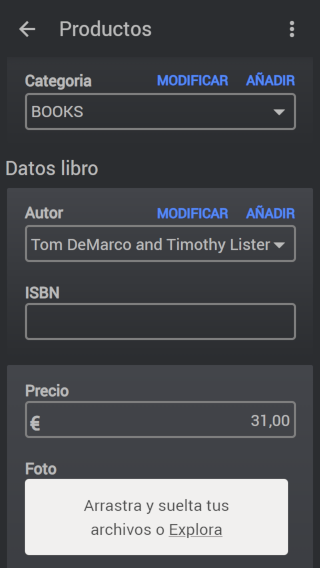 Productos
Categoria MODIFICAR AÑADIR
BOOKS
Datos libro
Autor MODIFICAR AÑADIR
Tom DeMarco and Timothy Lister
ISBN
Precio
€ 31,00
Foto
Arrastra y suelta tus
archivos o Explora